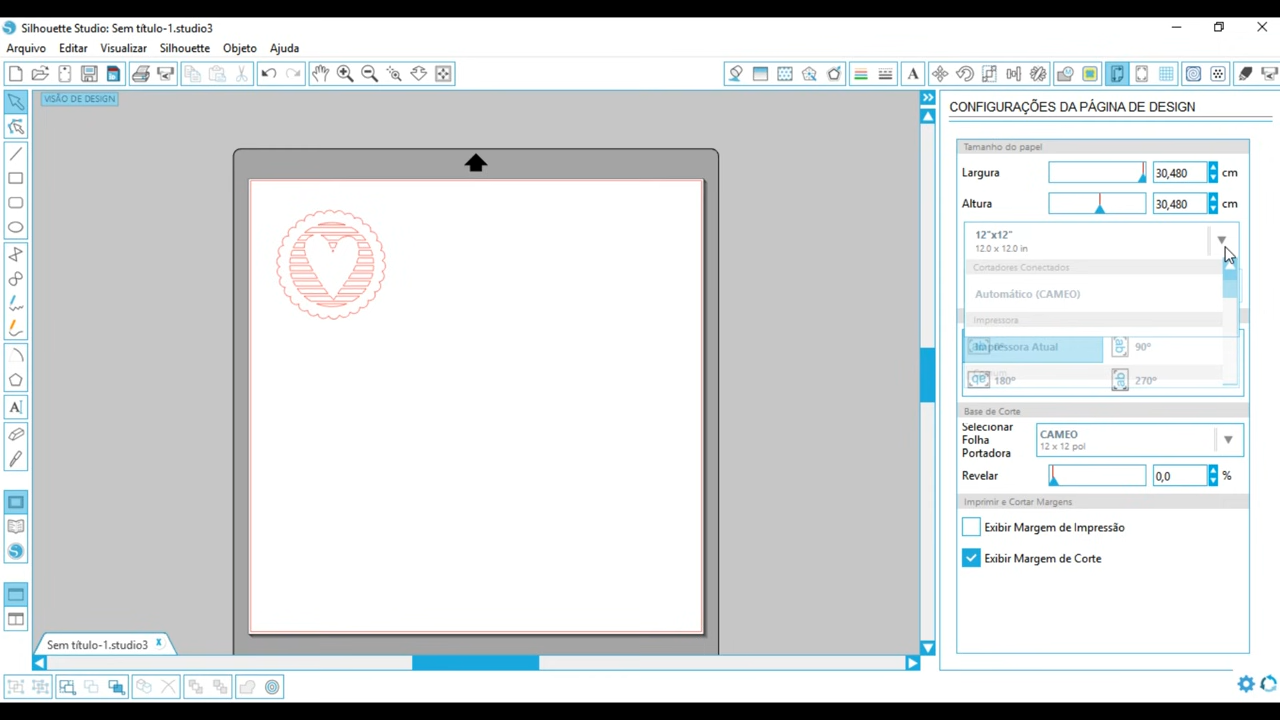 Silhouette Studio: Sem título-1.studio3
Arquivo Editar Visualizar Silhouette Objeto Ajuda
VISÃO DE DESIGN
CONFIGURAÇÕES DA PÁGINA DE DESIGN
Tamanho do papel
Largura 30,480 cm
Altura 30,480 cm
12"x12"
12.0 x 12.0 in
Cortadores Conectados
Automático (CAMEO)
Impressora
Impressora Atual
90º
180º
270º
Base de Corte
Selecionar
Folha
Portadora
CAMEO
12 x 12 pol
Revelar 0,0 %
Imprimir e Cortar Margens
Exibir Margem de Impressão
Exibir Margem de Corte
Sem título-1.studio3